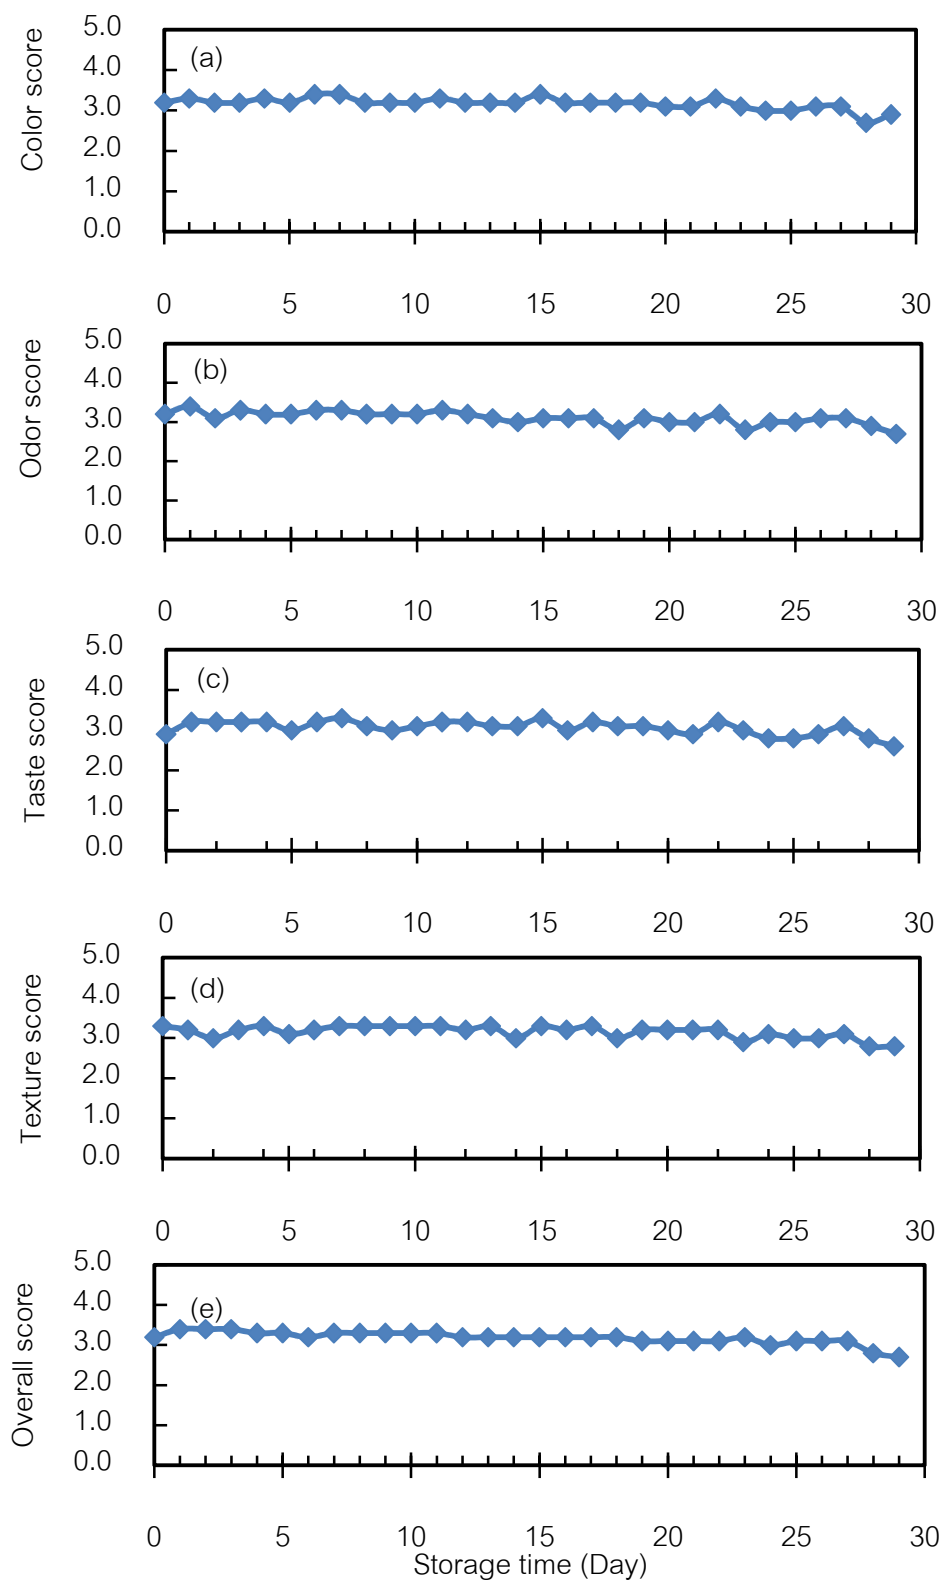 Color score
(a)
5.0
4.0
3.0
2.0
1.0
0.0
0 5 10 15 20 25 30
Odor score
(b)
5.0
4.0
3.0
2.0
1.0
0.0
0 5 10 15 20 25 30
Taste score
(c)
5.0
4.0
3.0
2.0
1.0
0.0
0 5 10 15 20 25 30
Texture score
(d)
5.0
4.0
3.0
2.0
1.0
0.0
0 5 10 15 20 25 30
Overall score
(e)
5.0
4.0
3.0
2.0
1.0
0.0
0 5 10 15 20 25 30
Storage time (Day)